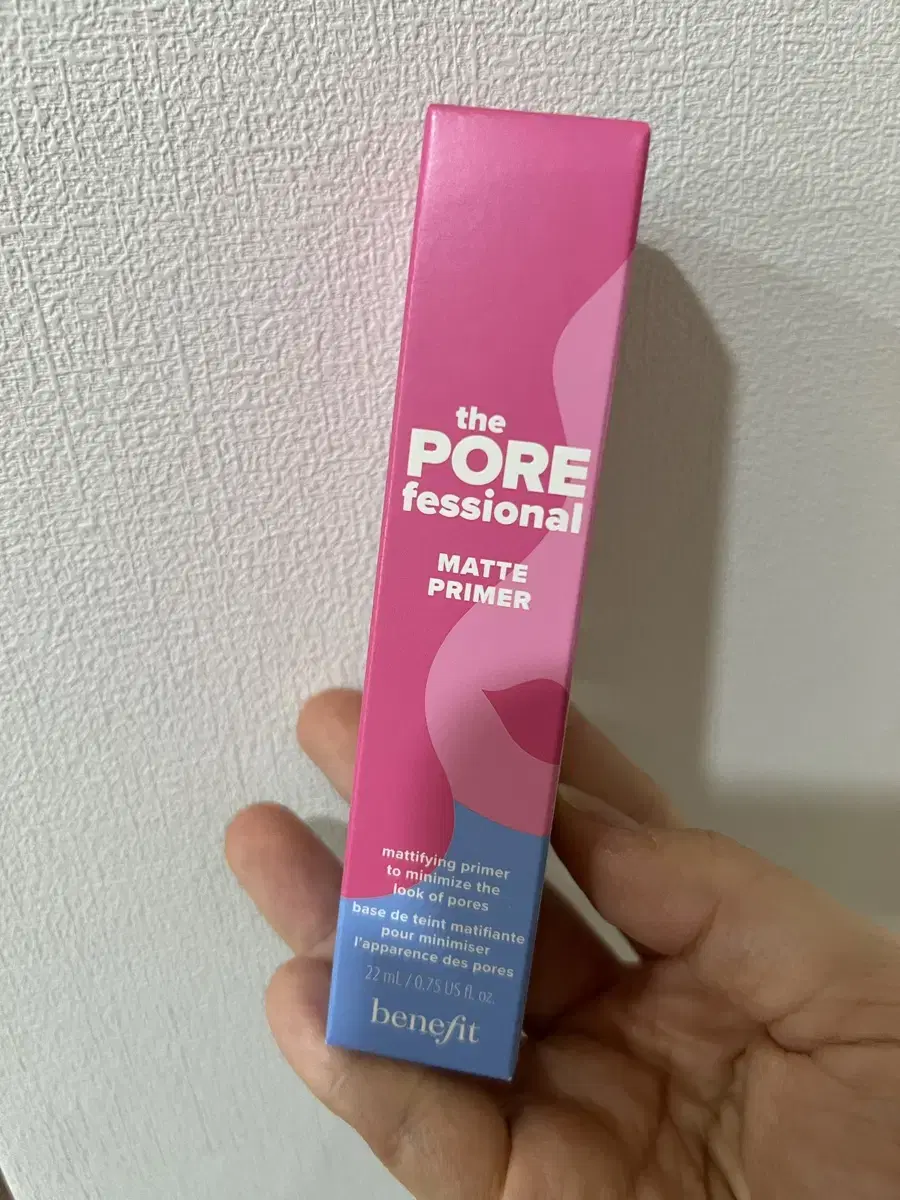 the
PORE
fessional
MATTE
PRIMER
mattifying primer
to minimize the
look of pores
base de teint matifiante
pour minimiser
l'apparence des pores
22 mL / 0.75 US fl. oz.
benefit